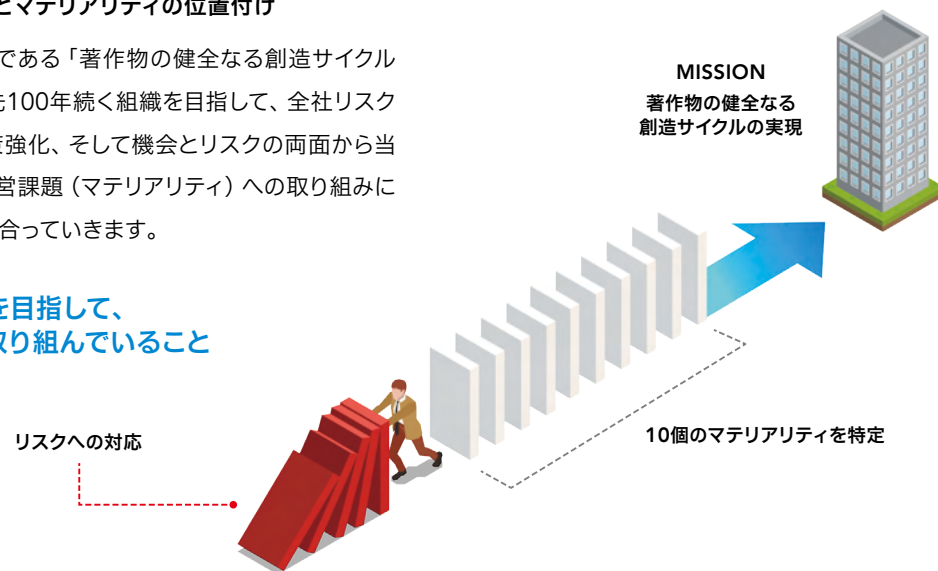 とマテリアリティの位置付け
である「著作物の健全なる創造サイクル
100年続く組織を目指して、全社リスク
強化、そして機会とリスクの両面から当
営課題（マテリアリティ）への取り組みに
合っていきます。
を目指して、
取り組んでいること
MISSION
著作物の健全なる
創造サイクルの実現
リスクへの対応
10個のマテリアリティを特定